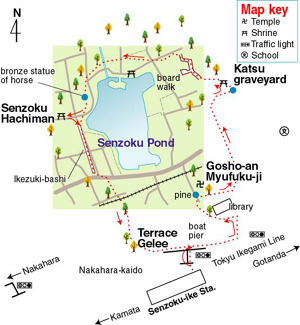 N
Map key
Temple
Shrine
Traffic light
School
bronze statue
of horse
board
walk
Katsu
graveyard
Senzoku
Hachiman
Senzoku Pond
Ikezuki-bashi
Gosho-an
Myufuku-ji
pine
library
Terrace
Gelee
boat
pier
Tokyu Ikegami Line
Gotanda
Nakahara
Nakahara-kaido
Senzoku-ike Sta.
Kamata